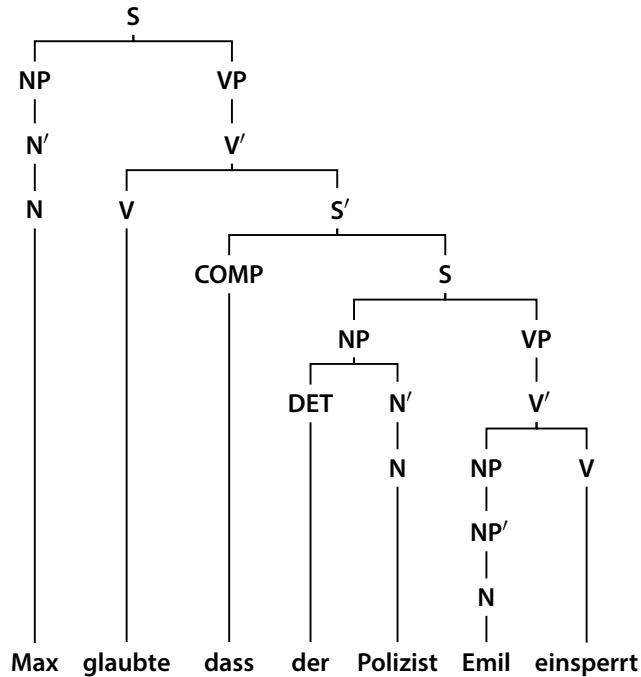 S
NP VP
N′ V′
N V S′
COMP S
NP VP
DET N′ V′
N NP V
NP′
N
Max glaubte dass der Polizist Emil einsperrt